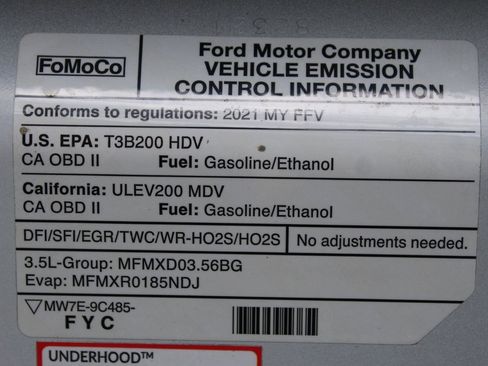 FoMoCo
Ford Motor Company
VEHICLE EMISSION
CONTROL INFORMATION
Conforms to regulations: 2021 MY FFV
U.S. EPA: T3B200 HDV
CA OBD II Fuel: Gasoline/Ethanol
California: ULEV200 MDV
CA OBD II Fuel: Gasoline/Ethanol
DFI/SFI/EGR/TWC/WR-HO2S/HO2S No adjustments needed.
3.5L-Group: MFMXD03.56BG
Evap: MFMXR0185NDJ
▽MW7E-9C485-
F Y C
UNDERHOOD™